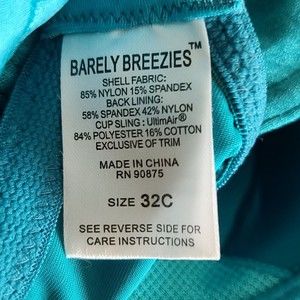 BARELY BREEZIES™
SHELL FABRIC:
85% NYLON 15% SPANDEX
BACK LINING:
58% SPANDEX 42% NYLON
CUP SLING : UltimAir®
84% POLYESTER 16% COTTON
EXCLUSIVE OF TRIM
MADE IN CHINA
RN 90875
SIZE 32C
SEE REVERSE SIDE FOR
CARE INSTRUCTIONS